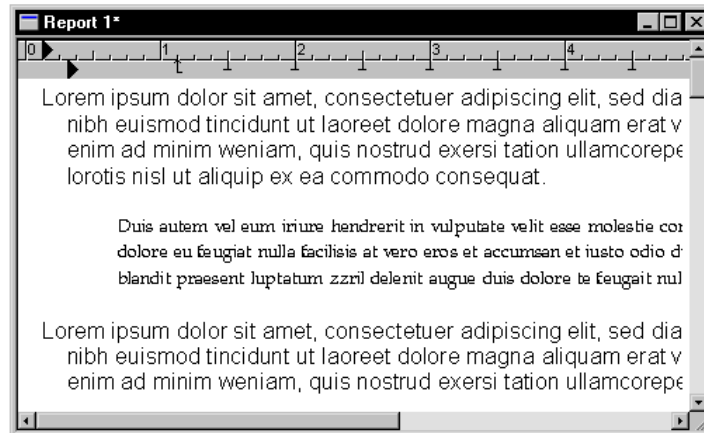 Report 1*
0 1 2 3 4
Lorem ipsum dolor sit amet, consectetuer adipiscing elit, sed dia
nibh euismod tincidunt ut laoreet dolore magna aliquam erat v
enim ad minim weniam, quis nostrud exersi tation ullamcorpe
lorotis nisl ut aliquip ex ea commodo consequat.
Duis autem vel eum iriure hendrerit in vulputate velit esse molestie cor
dolore eu feugiat nulla facilisis at vero eros et accumsan et iusto odio d
blandit praesent luptatum zzril delenit augue duis dolore te feugait nul
Lorem ipsum dolor sit amet, consectetuer adipiscing elit, sed dia
nibh euismod tincidunt ut laoreet dolore magna aliquam erat v
enim ad minim weniam, quis nostrud exersi tation ullamcorepe